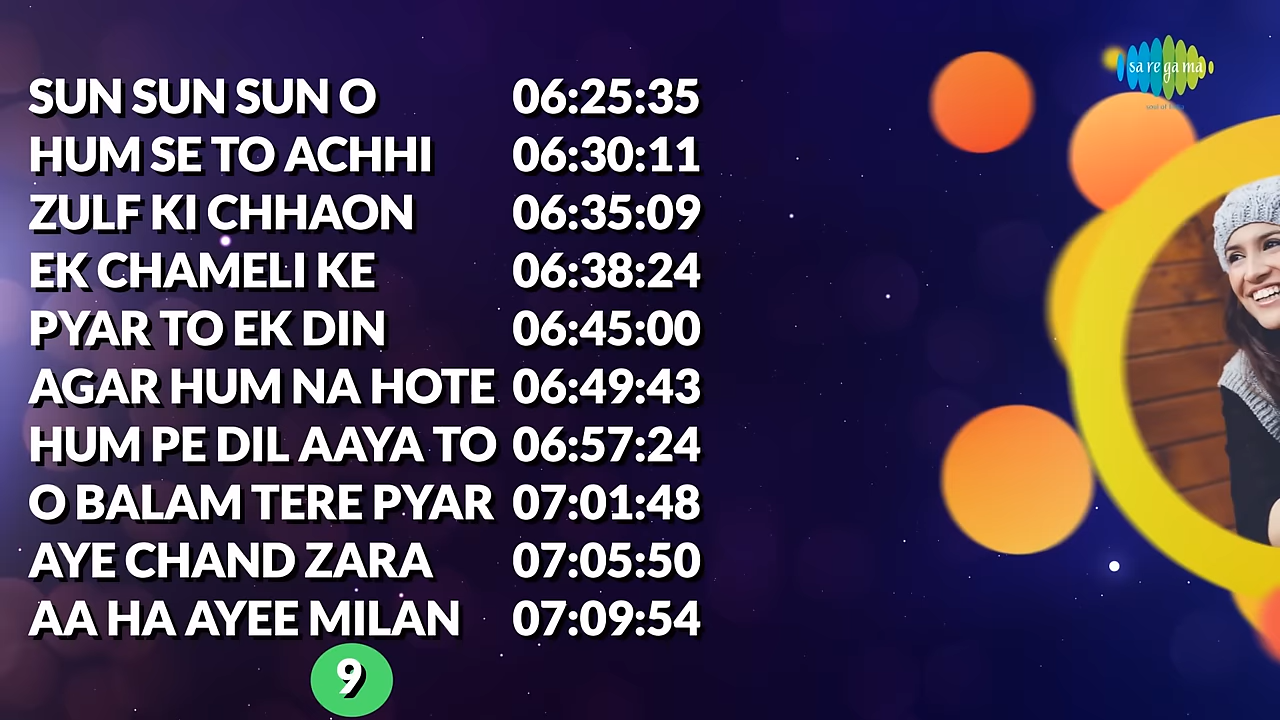 sa re ga ma
SUN SUN SUN O 06:25:35
HUM SE TO ACHHI 06:30:11
ZULF KI CHHAON 06:35:09
EK CHAMELI KE 06:38:24
PYAR TO EK DIN 06:45:00
AGAR HUM NA HOTE 06:49:43
HUM PE DIL AAYA TO 06:57:24
O BALAM TERE PYAR 07:01:48
AYE CHAND ZARA 07:05:50
AA HA AYEE MILAN 07:09:54
9